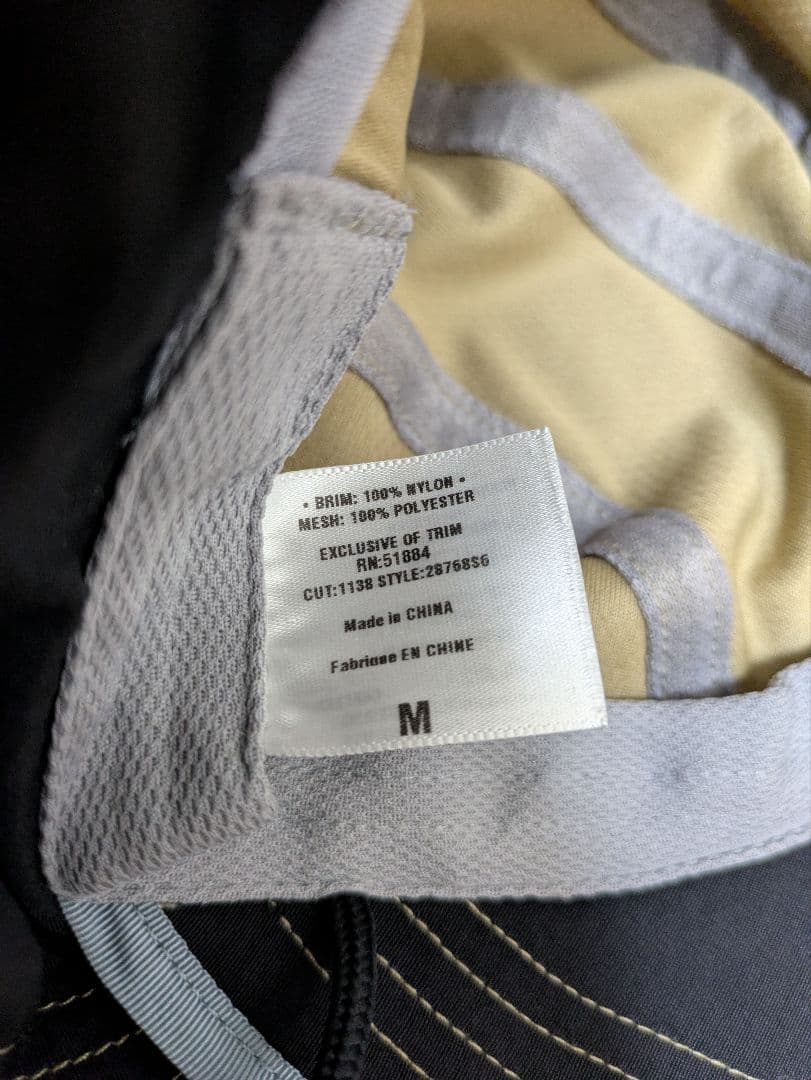 • BRIM: 100% NYLON •
MESH: 100% POLYESTER
EXCLUSIVE OF TRIM
RN:51884
CUT:1138 STYLE:28768S6
Made in CHINA
Fabrique EN CHINE
M